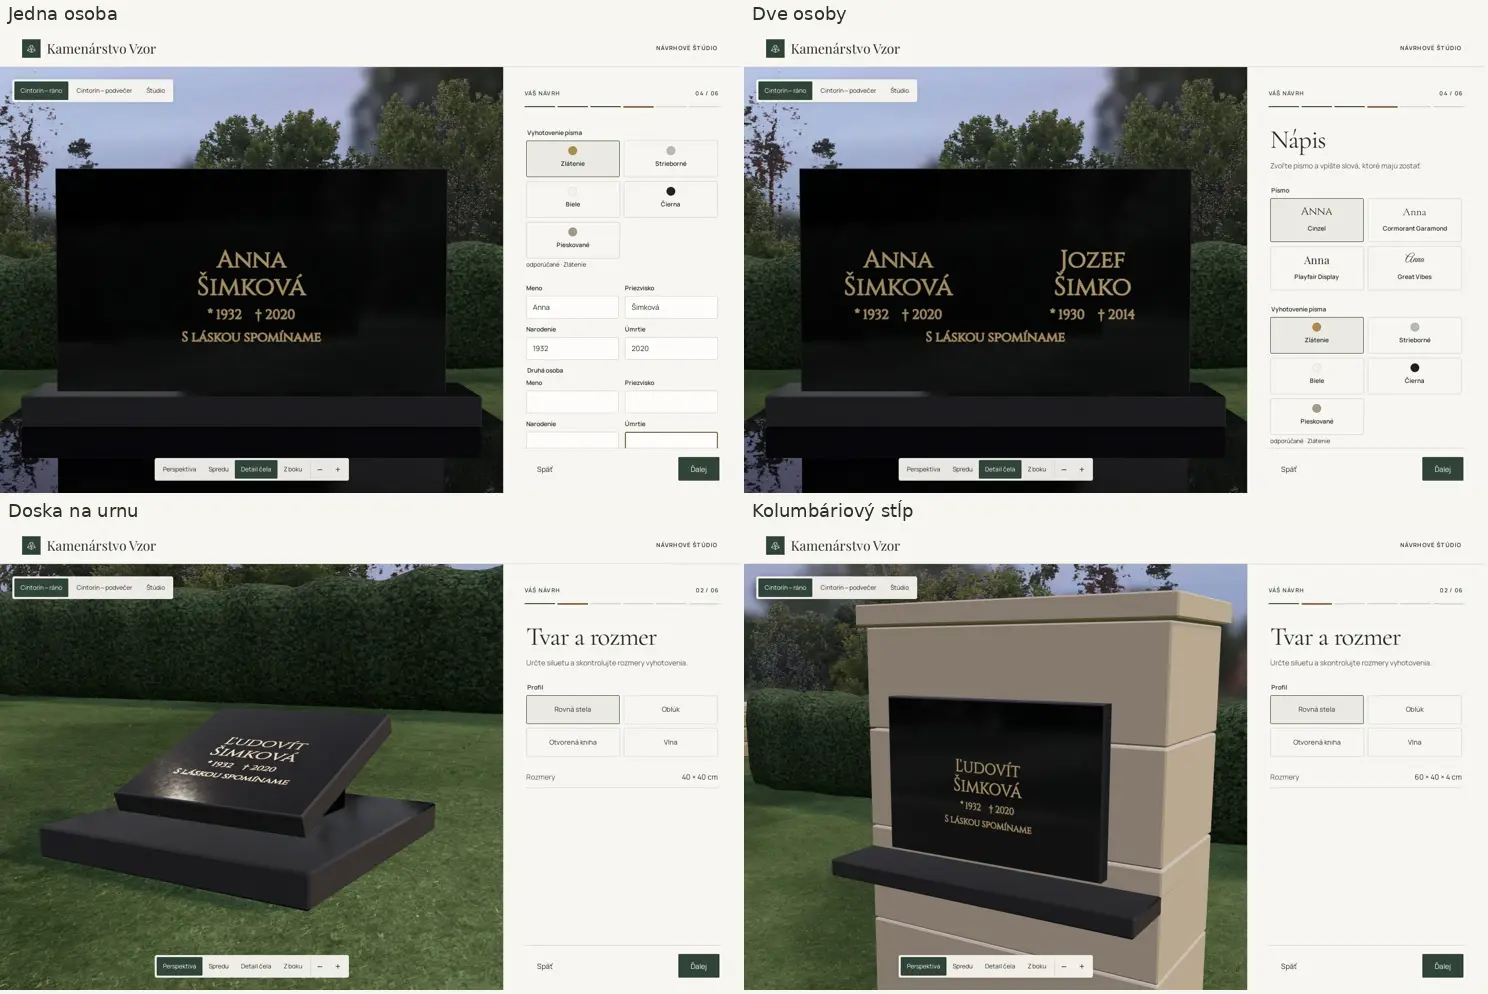 Jedna osoba
Kamenárstvo Vzor
NÁVRHOVÉ ŠTÚDIO
Cintorín – ráno
Cintorín – podvečer
Štúdio
ANNA
ŠIMKOVÁ
* 1932 † 2020
S LÁSKOU SPOMÍNAME
Perspektíva
Spredu
Detail čela
Z boku
−
+
VÁŠ NÁVRH
04 / 06
Vyhotovenie písma
Zlátenie
Strieborné
Biele
Čierna
Pieskované
odporúčané · Zlátenie
Meno
Priezvisko
Anna
Šimková
Narodenie
Úmrtie
1932
2020
Druhá osoba
Meno
Priezvisko
Narodenie
Úmrtie
Späť
Ďalej
Dve osoby
Kamenárstvo Vzor
NÁVRHOVÉ ŠTÚDIO
Cintorín – ráno
Cintorín – podvečer
Štúdio
ANNA
ŠIMKOVÁ
* 1932 † 2020
JOZEF
ŠIMKO
* 1930 † 2014
S LÁSKOU SPOMÍNAME
Perspektíva
Spredu
Detail čela
Z boku
−
+
VÁŠ NÁVRH
04 / 06
Nápis
Zvoľte písmo a vpíšte slová, ktoré majú zostať.
Písmo
ANNA
Cinzel
Anna
Cormorant Garamond
Anna
Playfair Display
Anna
Great Vibes
Vyhotovenie písma
Zlátenie
Strieborné
Biele
Čierna
Pieskované
odporúčané · Zlátenie
Späť
Ďalej
Doska na urnu
Kamenárstvo Vzor
NÁVRHOVÉ ŠTÚDIO
Cintorín – ráno
Cintorín – podvečer
Štúdio
ĽUDOVÍT
ŠIMKOVÁ
* 1932 † 2020
S LÁSKOU SPOMÍNAME
Perspektíva
Spredu
Detail čela
Z boku
−
+
VÁŠ NÁVRH
02 / 06
Tvar a rozmer
Určte siluetu a skontrolujte rozmery vyhotovenia.
Profil
Rovná stela
Oblúk
Otvorená kniha
Vlna
Rozmery
40 × 40 cm
Späť
Ďalej
Kolumbáriový stĺp
Kamenárstvo Vzor
NÁVRHOVÉ ŠTÚDIO
Cintorín – ráno
Cintorín – podvečer
Štúdio
ĽUDOVÍT
ŠIMKOVÁ
* 1932 † 2020
S LÁSKOU SPOMÍNAME
Perspektíva
Spredu
Detail čela
Z boku
−
+
VÁŠ NÁVRH
02 / 06
Tvar a rozmer
Určte siluetu a skontrolujte rozmery vyhotovenia.
Profil
Rovná stela
Oblúk
Otvorená kniha
Vlna
Rozmery
60 × 40 × 4 cm
Späť
Ďalej